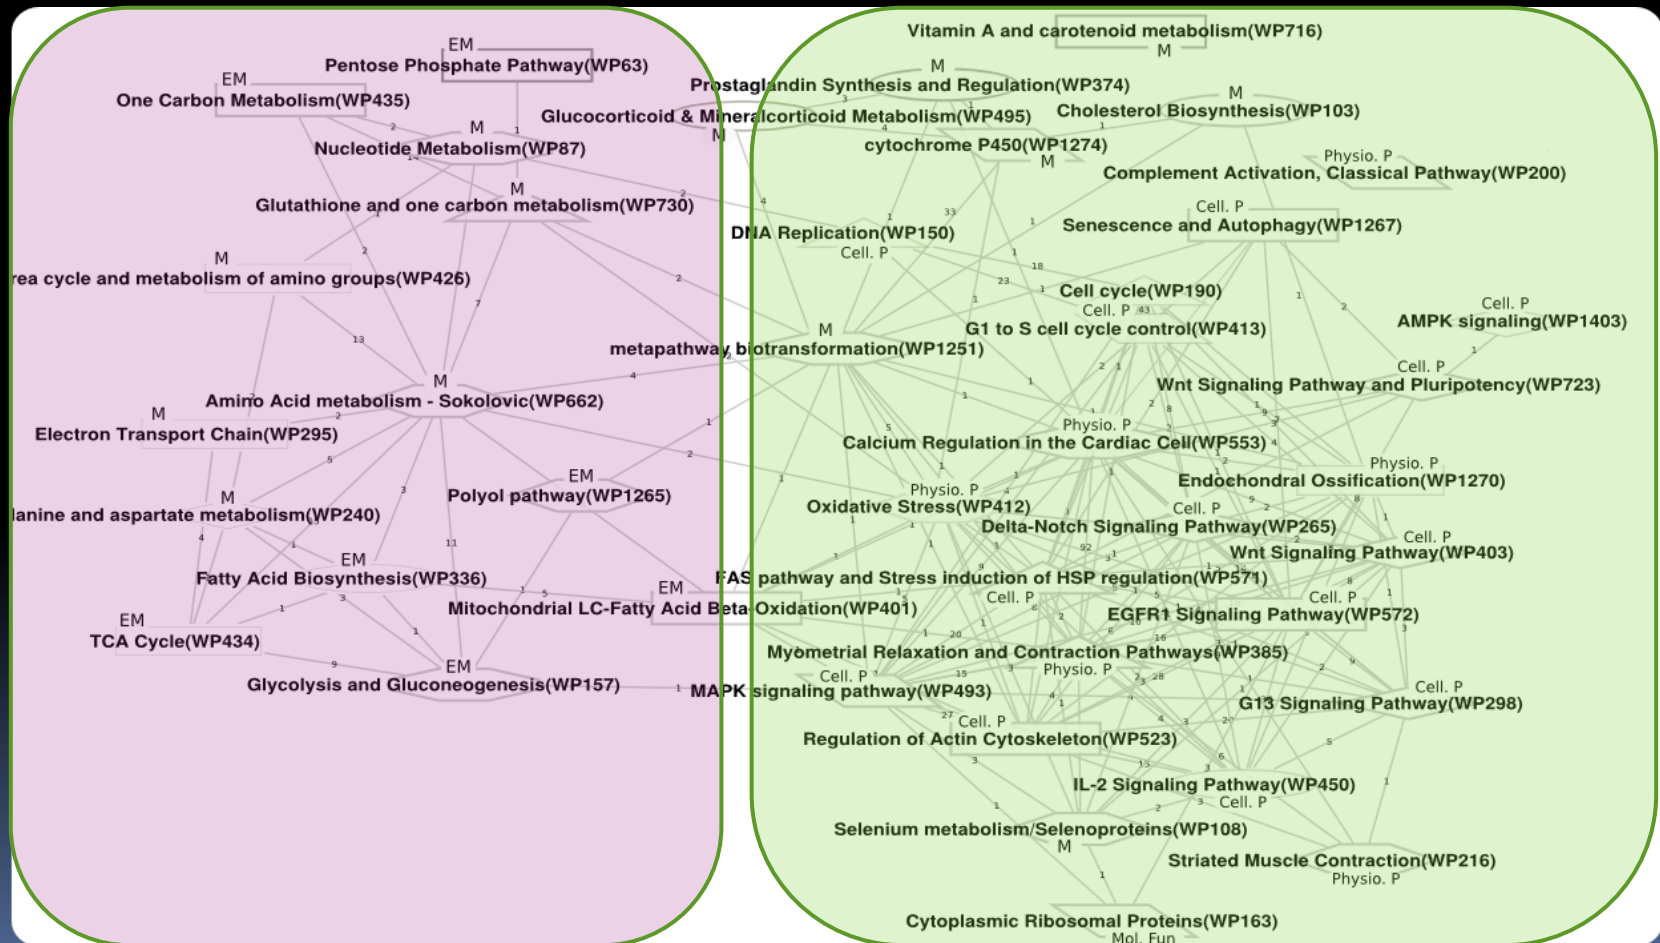 Vitamin A and carotenoid metabolism(WP716)
M
EM
Pentose Phosphate Pathway(WP63)
M
Prostaglandin Synthesis and Regulation(WP374)
EM
One Carbon Metabolism(WP435)
M
Cholesterol Biosynthesis(WP103)
Glucocorticoid & Mineralcorticoid Metabolism(WP495)
M
M
Nucleotide Metabolism(WP87)
cytochrome P450(WP1274)
M
Physio. P
Complement Activation, Classical Pathway(WP200)
M
Glutathione and one carbon metabolism(WP730)
Cell. P
Senescence and Autophagy(WP1267)
DNA Replication(WP150)
Cell. P
M
rea cycle and metabolism of amino groups(WP426)
Cell cycle(WP190)
Cell. P 43
G1 to S cell cycle control(WP413)
Cell. P
AMPK signaling(WP1403)
M
metapathway biotransformation(WP1251)
Cell. P
Wnt Signaling Pathway and Pluripotency(WP723)
M
Amino Acid metabolism - Sokolovic(WP662)
M
Electron Transport Chain(WP295)
Physio. P
Calcium Regulation in the Cardiac Cell(WP553)
Physio. P
Endochondral Ossification(WP1270)
EM
Polyol pathway(WP1265)
Physio. P
Oxidative Stress(WP412)
M
lanine and aspartate metabolism(WP240)
Cell. P
Delta-Notch Signaling Pathway(WP265)
Cell. P
Wnt Signaling Pathway(WP403)
EM
Fatty Acid Biosynthesis(WP336)
FAS pathway and Stress induction of HSP regulation(WP571)
Cell. P
EM
Mitochondrial LC-Fatty Acid Beta-Oxidation(WP401)
Cell. P
EGFR1 Signaling Pathway(WP572)
EM
TCA Cycle(WP434)
Myometrial Relaxation and Contraction Pathways(WP385)
Physio. P
EM
Glycolysis and Gluconeogenesis(WP157)
Cell. P
MAPK signaling pathway(WP493)
Cell. P
G13 Signaling Pathway(WP298)
Cell. P
Regulation of Actin Cytoskeleton(WP523)
IL-2 Signaling Pathway(WP450)
Cell. P
Selenium metabolism/Selenoproteins(WP108)
M
Striated Muscle Contraction(WP216)
Physio. P
Cytoplasmic Ribosomal Proteins(WP163)
Mol. Fun